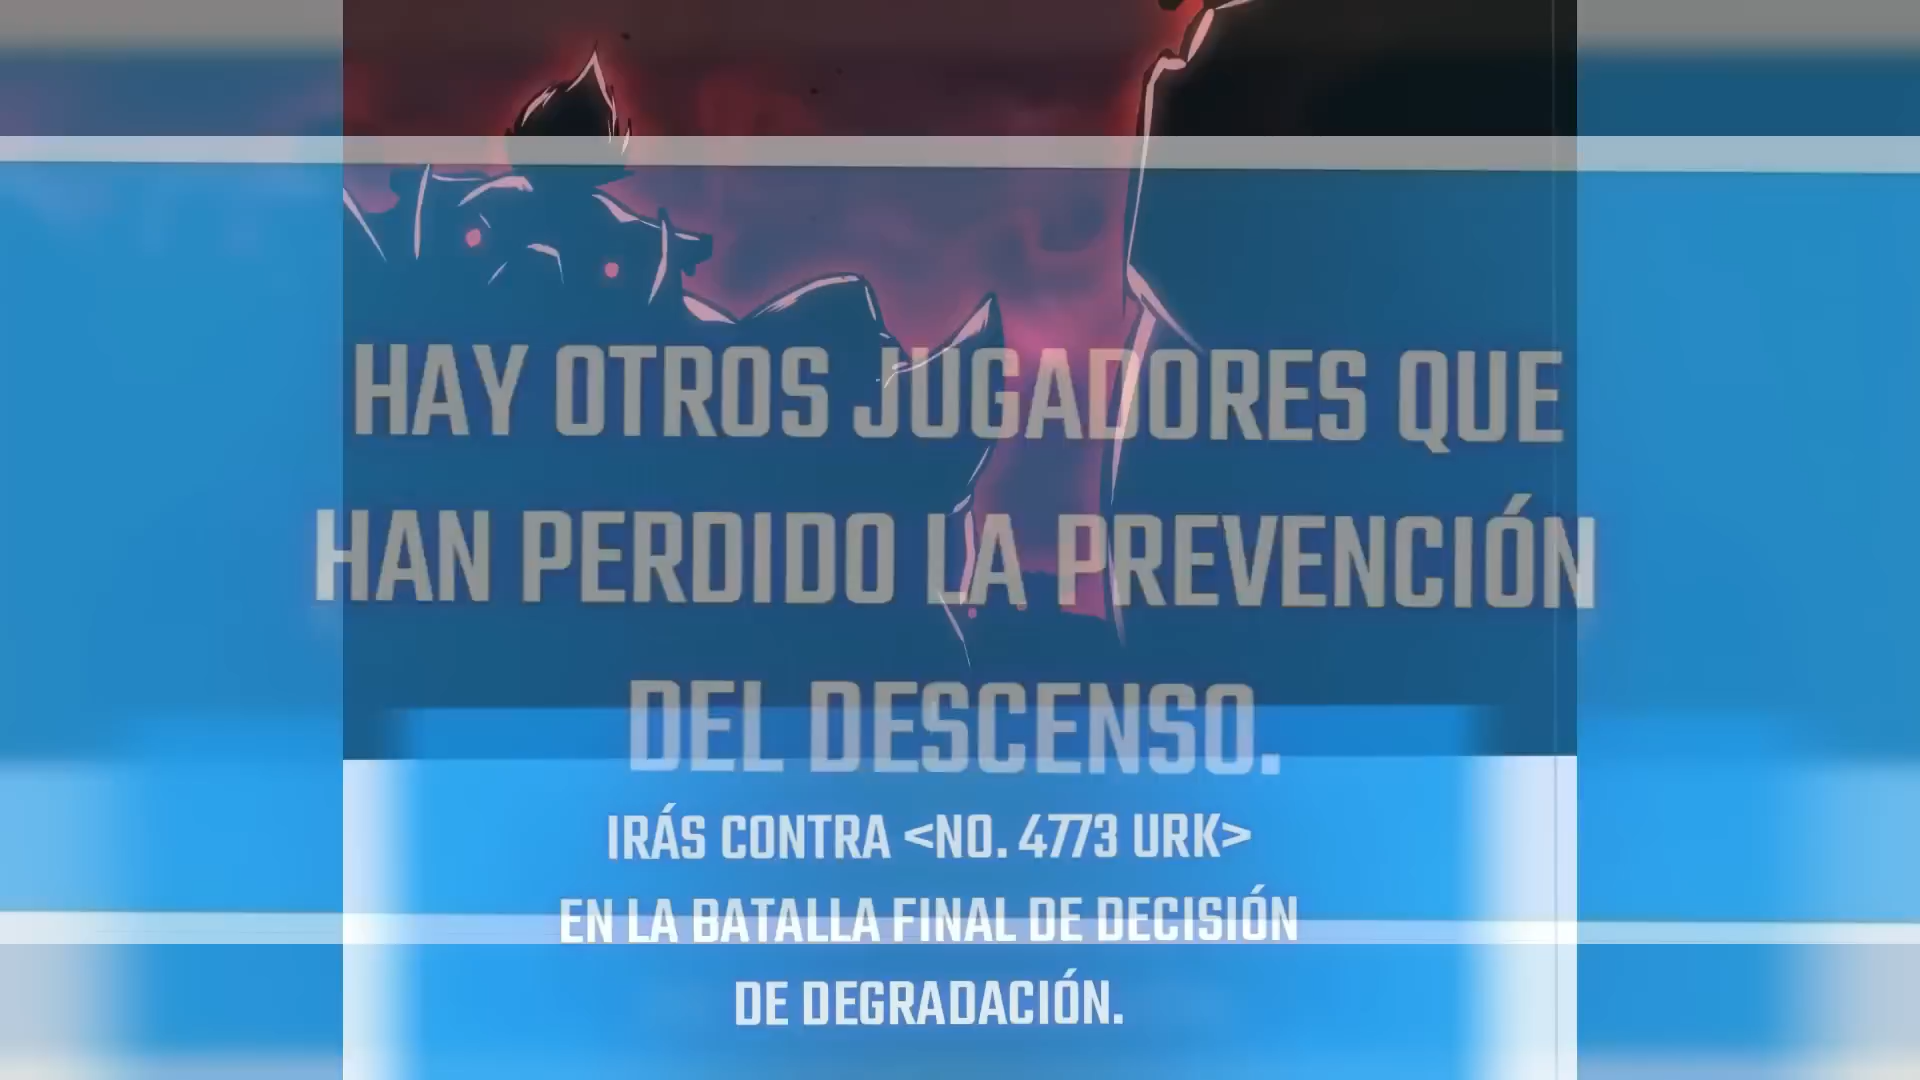 HAY OTROS JUGADORES QUE
HAN PERDIDO LA PREVENCIÓN
DEL DESCENSO.
IRÁS CONTRA <NO. 4773 URK>
EN LA BATALLA FINAL DE DECISIÓN
DE DEGRADACIÓN.